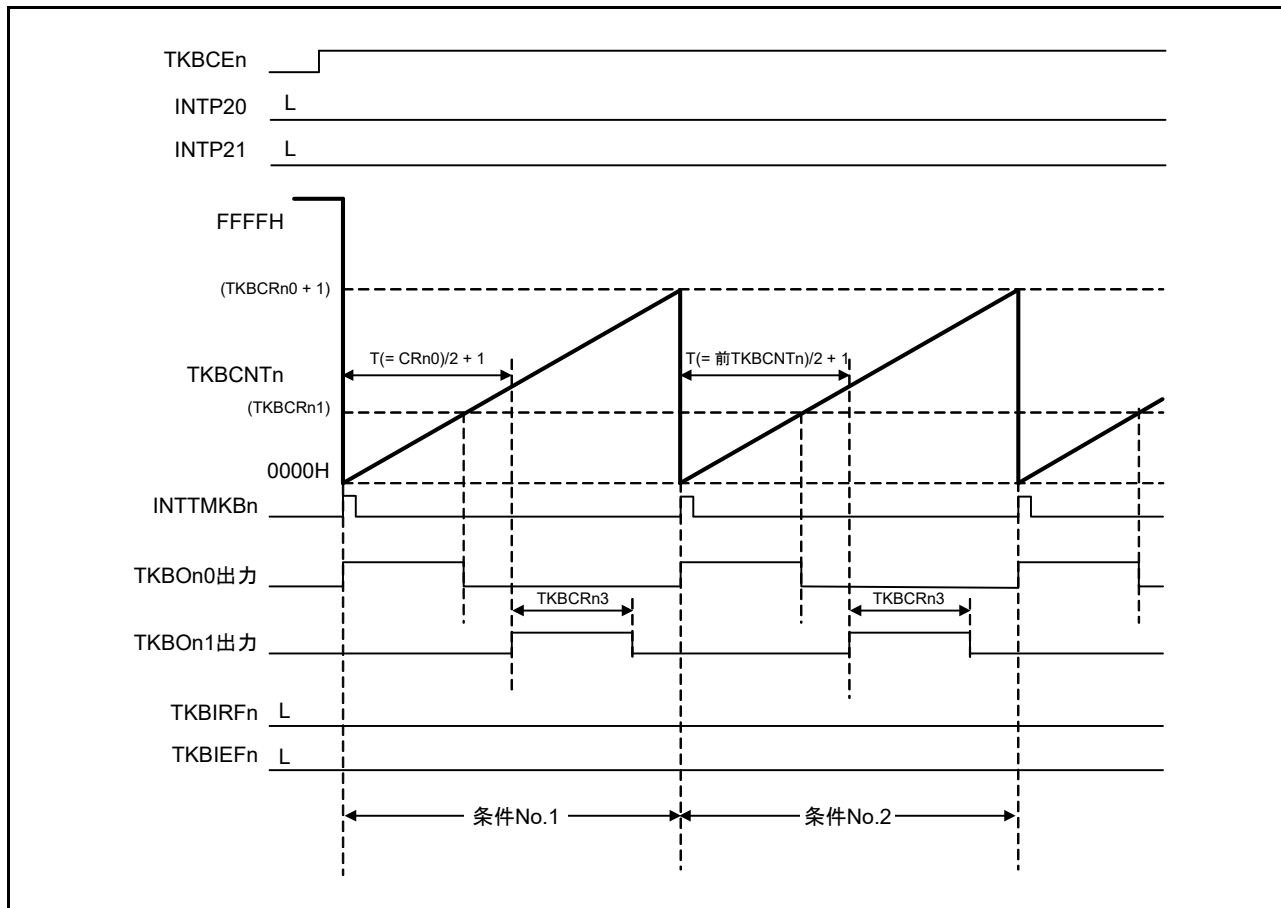 TKBCEn
INTP20 L
INTP21 L
FFFFH
(TKBCRn0 + 1)
T(= CRn0)/2 + 1
T(= 前TKBCNTn)/2 + 1
TKBCNTn
(TKBCRn1)
0000H
INTTMKBn
TKBOn0出力
TKBCRn3
TKBCRn3
TKBOn1出力
TKBIRFn L
TKBIEFn L
条件No.1
条件No.2